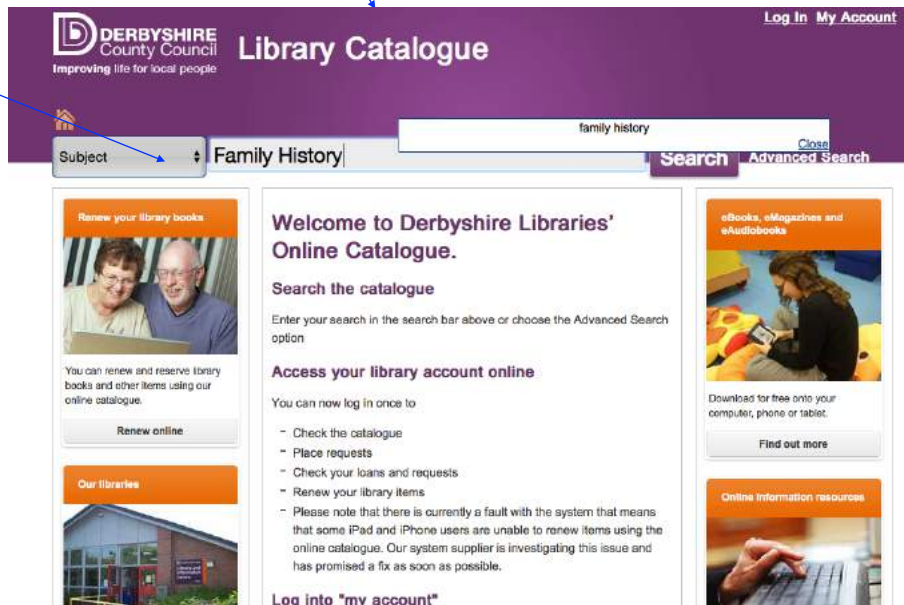 Log In My Account
DERBYSHIRE
County Council
Improving life for local people
Library Catalogue
family history
Close
Subject
Family History
Search
Advanced Search
Renew your library books
You can renew and reserve library
books and other items using our
online catalogue.
Renew online
Our libraries
Welcome to Derbyshire Libraries'
Online Catalogue.
Search the catalogue
Enter your search in the search bar above or choose the Advanced Search
option
Access your library account online
You can now log in once to
- Check the catalogue
- Place requests
- Check your loans and requests
- Renew your library items
- Please note that there is currently a fault with the system that means
that some iPad and iPhone users are unable to renew items using the
online catalogue. Our system supplier is investigating this issue and
has promised a fix as soon as possible.
Log into "my account"
eBooks, eMagazines and
eAudiobooks
Download for free onto your
computer, phone or tablet.
Find out more
Online information resources